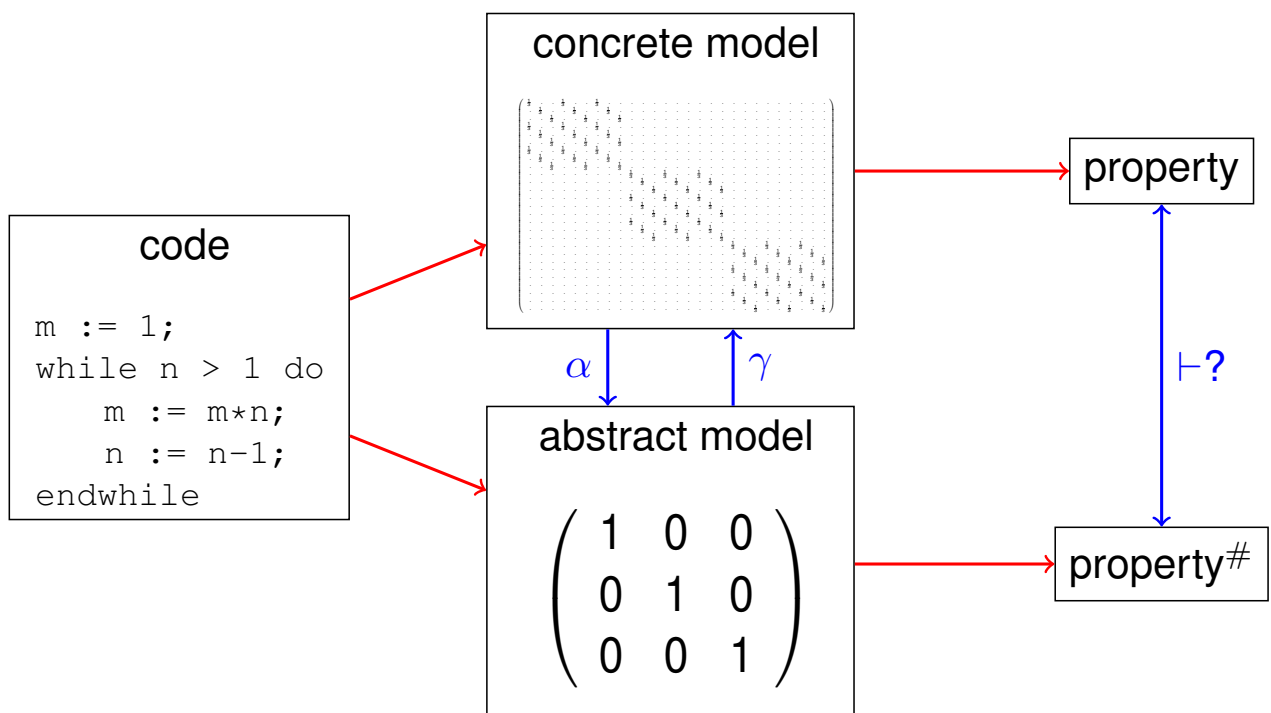 concrete model
property
code
m := 1;
while n > 1 do
m := m*n;
n := n-1;
endwhile
α
γ
⊢?
abstract model
1 0 0
0 1 0
0 0 1
property#